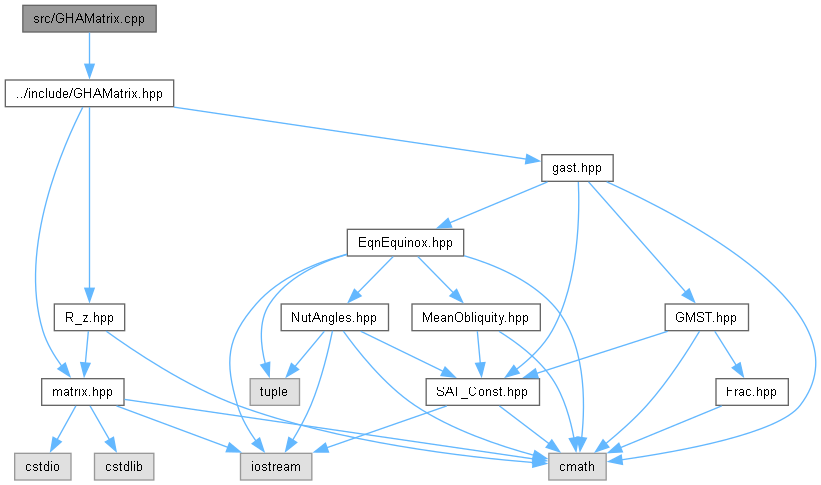 src/GHAMatrix.cpp
../include/GHAMatrix.hpp
gast.hpp
EqnEquinox.hpp
R_z.hpp
NutAngles.hpp
MeanObliquity.hpp
GMST.hpp
matrix.hpp
tuple
SAT_Const.hpp
Frac.hpp
cstdio
cstdlib
iostream
cmath